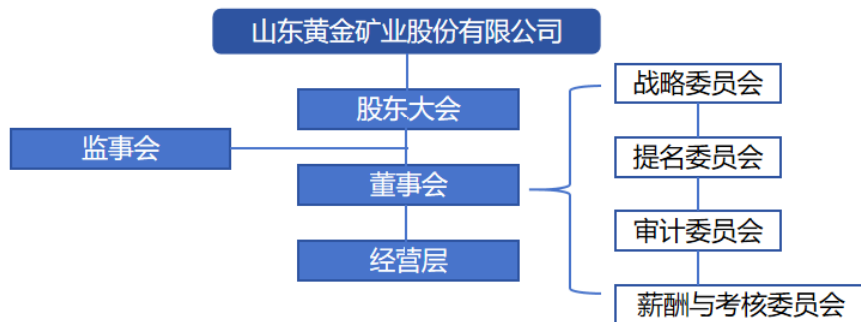 山东黄金矿业股份有限公司
战略委员会
股东大会
监事会
提名委员会
董事会
审计委员会
经营层
薪酬与考核委员会